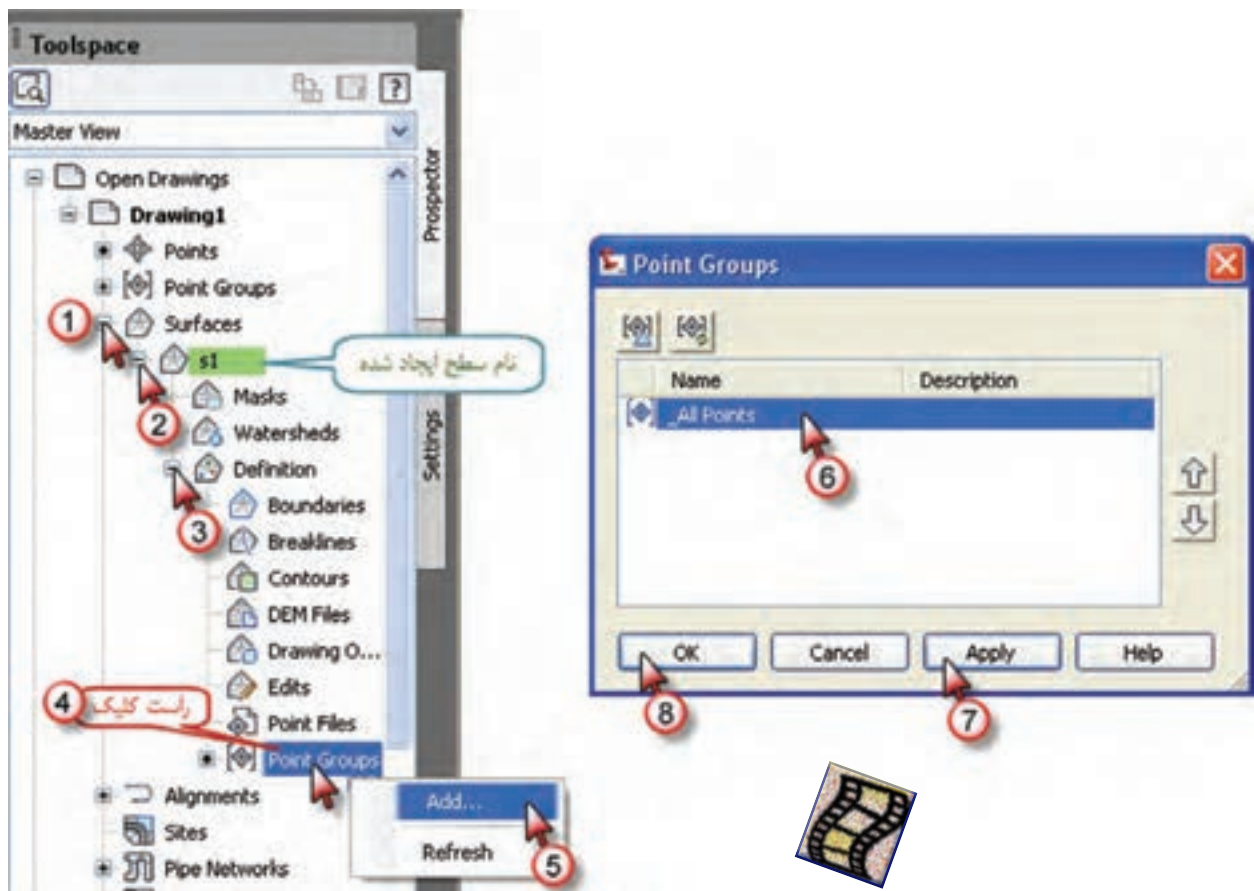 Toolspace
Master View
Open Drawings
Drawing1
Points
Point Groups
1
Surfaces
s1
نام سطح ایجاد شده
2
Masks
Watersheds
3
Definition
Boundaries
Breaklines
Contours
DEM Files
Drawing O...
Edits
Point Files
4
راست کلیک
Point Groups
Add...
Refresh
5
Alignments
Sites
Pipe Networks
Prospector
Settings
Point Groups
Name Description
_All Points
6
OK Cancel Apply Help
8 7